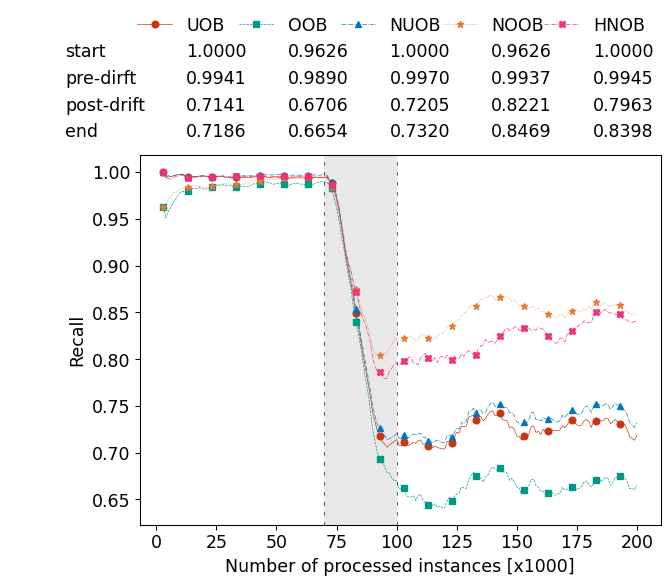 UOB OOB NUOB NOOB HNOB
start 1.0000 0.9626 1.0000 0.9626 1.0000
pre-dirft 0.9941 0.9890 0.9970 0.9937 0.9945
post-drift 0.7141 0.6706 0.7205 0.8221 0.7963
end 0.7186 0.6654 0.7320 0.8469 0.8398
1.00
0.95
0.90
0.85
0.80
0.75
0.70
0.65
Recall
0 25 50 75 100 125 150 175 200
Number of processed instances [x1000]